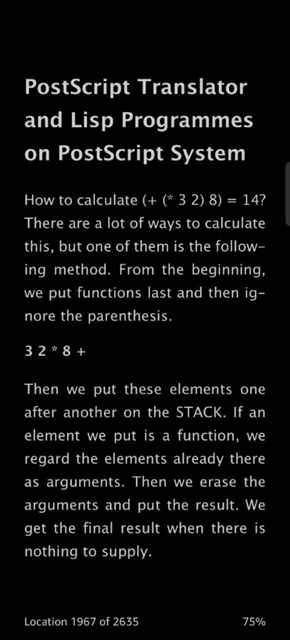 PostScript Translator
and Lisp Programmes
on PostScript System
How to calculate (+ (* 3 2) 8) = 14?
There are a lot of ways to calculate
this, but one of them is the follow-
ing method. From the beginning,
we put functions last and then ig-
nore the parenthesis.
3 2 * 8 +
Then we put these elements one
after another on the STACK. If an
element we put is a function, we
regard the elements already there
as arguments. Then we erase the
arguments and put the result. We
get the final result when there is
nothing to supply.
Location 1967 of 2635 75%